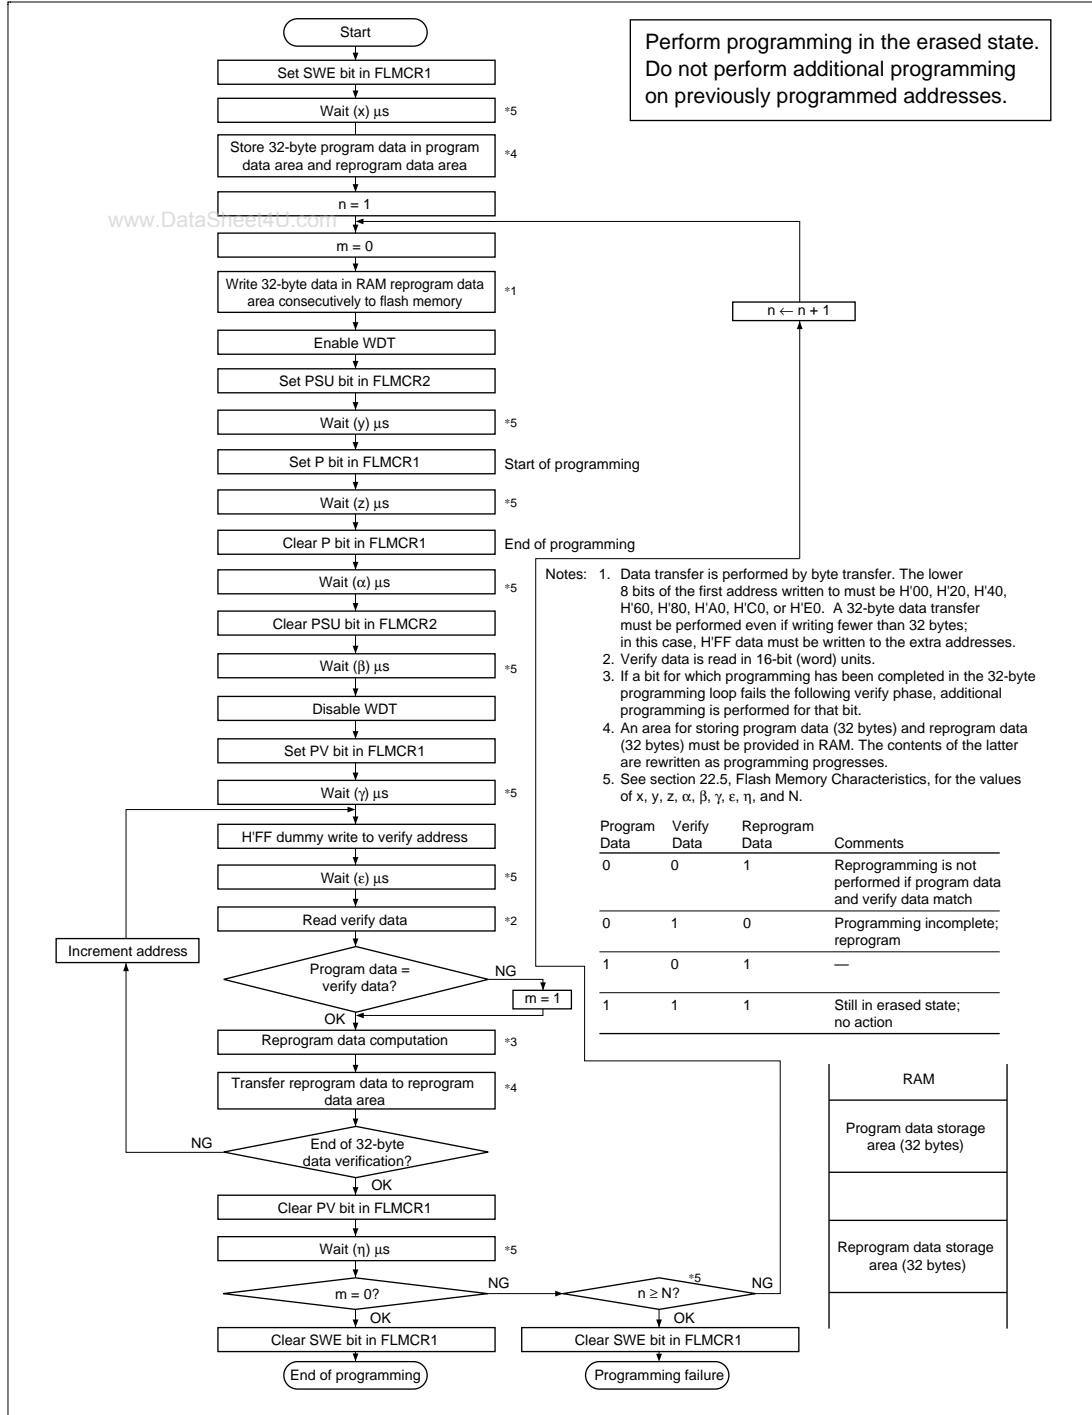 Start
Perform programming in the erased state.
Do not perform additional programming
on previously programmed addresses.
Set SWE bit in FLMCR1
Wait (x) μs
*5
Store 32-byte program data in program
data area and reprogram data area
*4
n = 1
www.DataSheet4U.com
m = 0
Write 32-byte data in RAM reprogram data
area consecutively to flash memory
*1
n ← n + 1
Enable WDT
Set PSU bit in FLMCR2
Wait (y) μs
*5
Set P bit in FLMCR1
Start of programming
Wait (z) μs
*5
Clear P bit in FLMCR1
End of programming
Wait (α) μs
*5
Clear PSU bit in FLMCR2
Wait (β) μs
*5
Disable WDT
Set PV bit in FLMCR1
Wait (γ) μs
*5
H'FF dummy write to verify address
Wait (ε) μs
*5
Read verify data
*2
Increment address
Program data =
verify data?
NG
m = 1
OK
Reprogram data computation
*3
Transfer reprogram data to reprogram
data area
*4
NG
End of 32-byte
data verification?
OK
Clear PV bit in FLMCR1
Wait (η) μs
*5
m = 0?
NG
n ≥ N?
*5
NG
OK
OK
Clear SWE bit in FLMCR1
Clear SWE bit in FLMCR1
End of programming
Programming failure
Notes: 1. Data transfer is performed by byte transfer. The lower
8 bits of the first address written to must be H'00, H'20, H'40,
H'60, H'80, H'A0, H'C0, or H'E0. A 32-byte data transfer
must be performed even if writing fewer than 32 bytes;
in this case, H'FF data must be written to the extra addresses.
2. Verify data is read in 16-bit (word) units.
3. If a bit for which programming has been completed in the 32-byte
programming loop fails the following verify phase, additional
programming is performed for that bit.
4. An area for storing program data (32 bytes) and reprogram data
(32 bytes) must be provided in RAM. The contents of the latter
are rewritten as programming progresses.
5. See section 22.5, Flash Memory Characteristics, for the values
of x, y, z, α, β, γ, ε, η, and N.
Program Verify Reprogram
Data Data Data Comments
0 0 1 Reprogramming is not
performed if program data
and verify data match
0 1 0 Programming incomplete;
reprogram
1 0 1 —
1 1 1 Still in erased state;
no action
RAM
Program data storage
area (32 bytes)
Reprogram data storage
area (32 bytes)